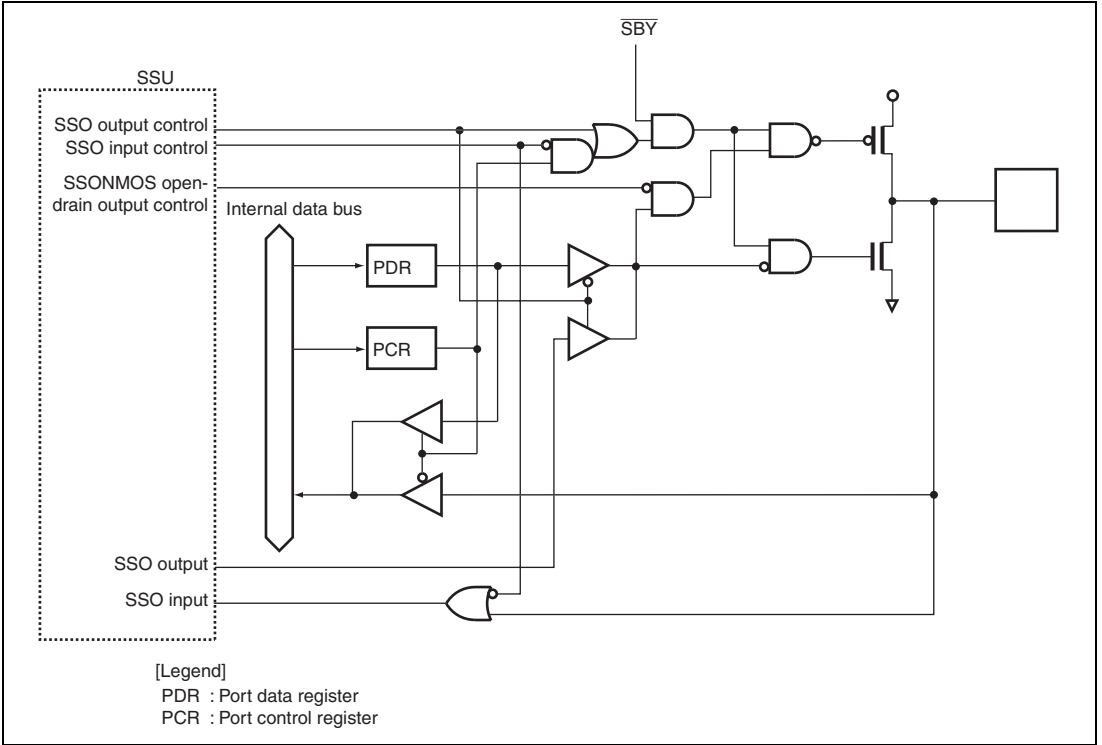 SBY
SSU
SSO output control
SSO input control
SSONMOS open-
drain output control
Internal data bus
PDR
PCR
SSO output
SSO input
[Legend]
PDR : Port data register
PCR : Port control register